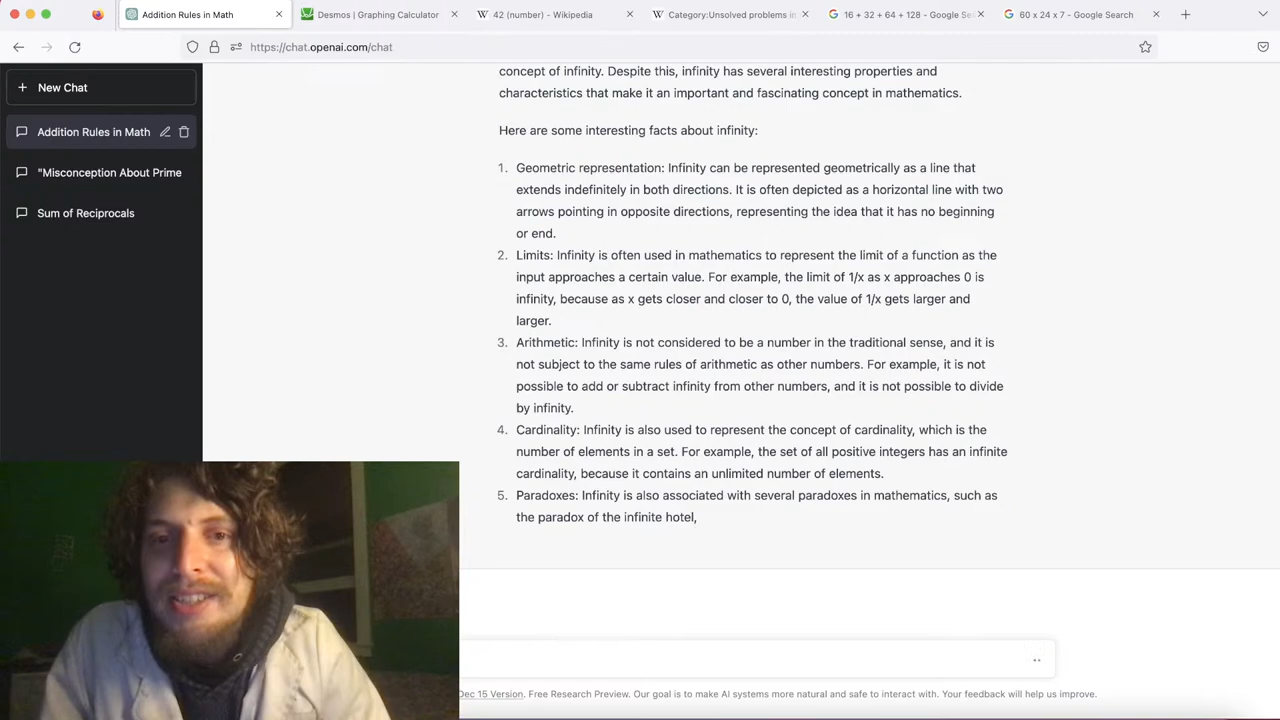 Addition Rules in Math
Desmos | Graphing Calculator
42 (number) - Wikipedia
Category:Unsolved problems in
16 + 32 + 64 + 128 - Google Sea
60 x 24 x 7 - Google Search
https://chat.openai.com/chat
New Chat
Addition Rules in Math
"Misconception About Prime
Sum of Reciprocals
concept of infinity. Despite this, infinity has several interesting properties and
characteristics that make it an important and fascinating concept in mathematics.
Here are some interesting facts about infinity:
1. Geometric representation: Infinity can be represented geometrically as a line that
extends indefinitely in both directions. It is often depicted as a horizontal line with two
arrows pointing in opposite directions, representing the idea that it has no beginning
or end.
2. Limits: Infinity is often used in mathematics to represent the limit of a function as the
input approaches a certain value. For example, the limit of 1/x as x approaches 0 is
infinity, because as x gets closer and closer to 0, the value of 1/x gets larger and
larger.
3. Arithmetic: Infinity is not considered to be a number in the traditional sense, and it is
not subject to the same rules of arithmetic as other numbers. For example, it is not
possible to add or subtract infinity from other numbers, and it is not possible to divide
by infinity.
4. Cardinality: Infinity is also used to represent the concept of cardinality, which is the
number of elements in a set. For example, the set of all positive integers has an infinite
cardinality, because it contains an unlimited number of elements.
5. Paradoxes: Infinity is also associated with several paradoxes in mathematics, such as
the paradox of the infinite hotel,
Dec 15 Version. Free Research Preview. Our goal is to make AI systems more natural and safe to interact with. Your feedback will help us improve.